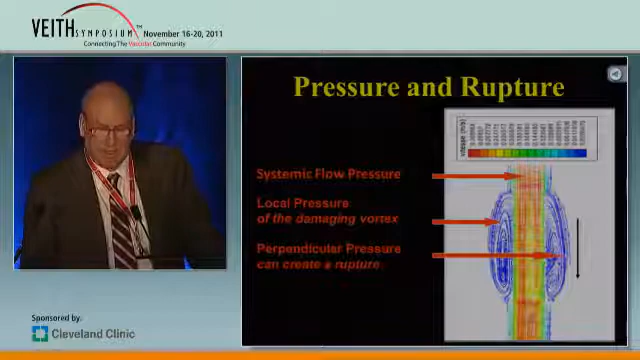 VEITH SYMPOSIUM™
November 16-20, 2011
Connecting The Vascular Community
Pressure and Rupture
Systemic Flow Pressure
Local Pressure
of the damaging vortex
Perpendicular Pressure
can create a rupture
Sponsored by:
Cleveland Clinic